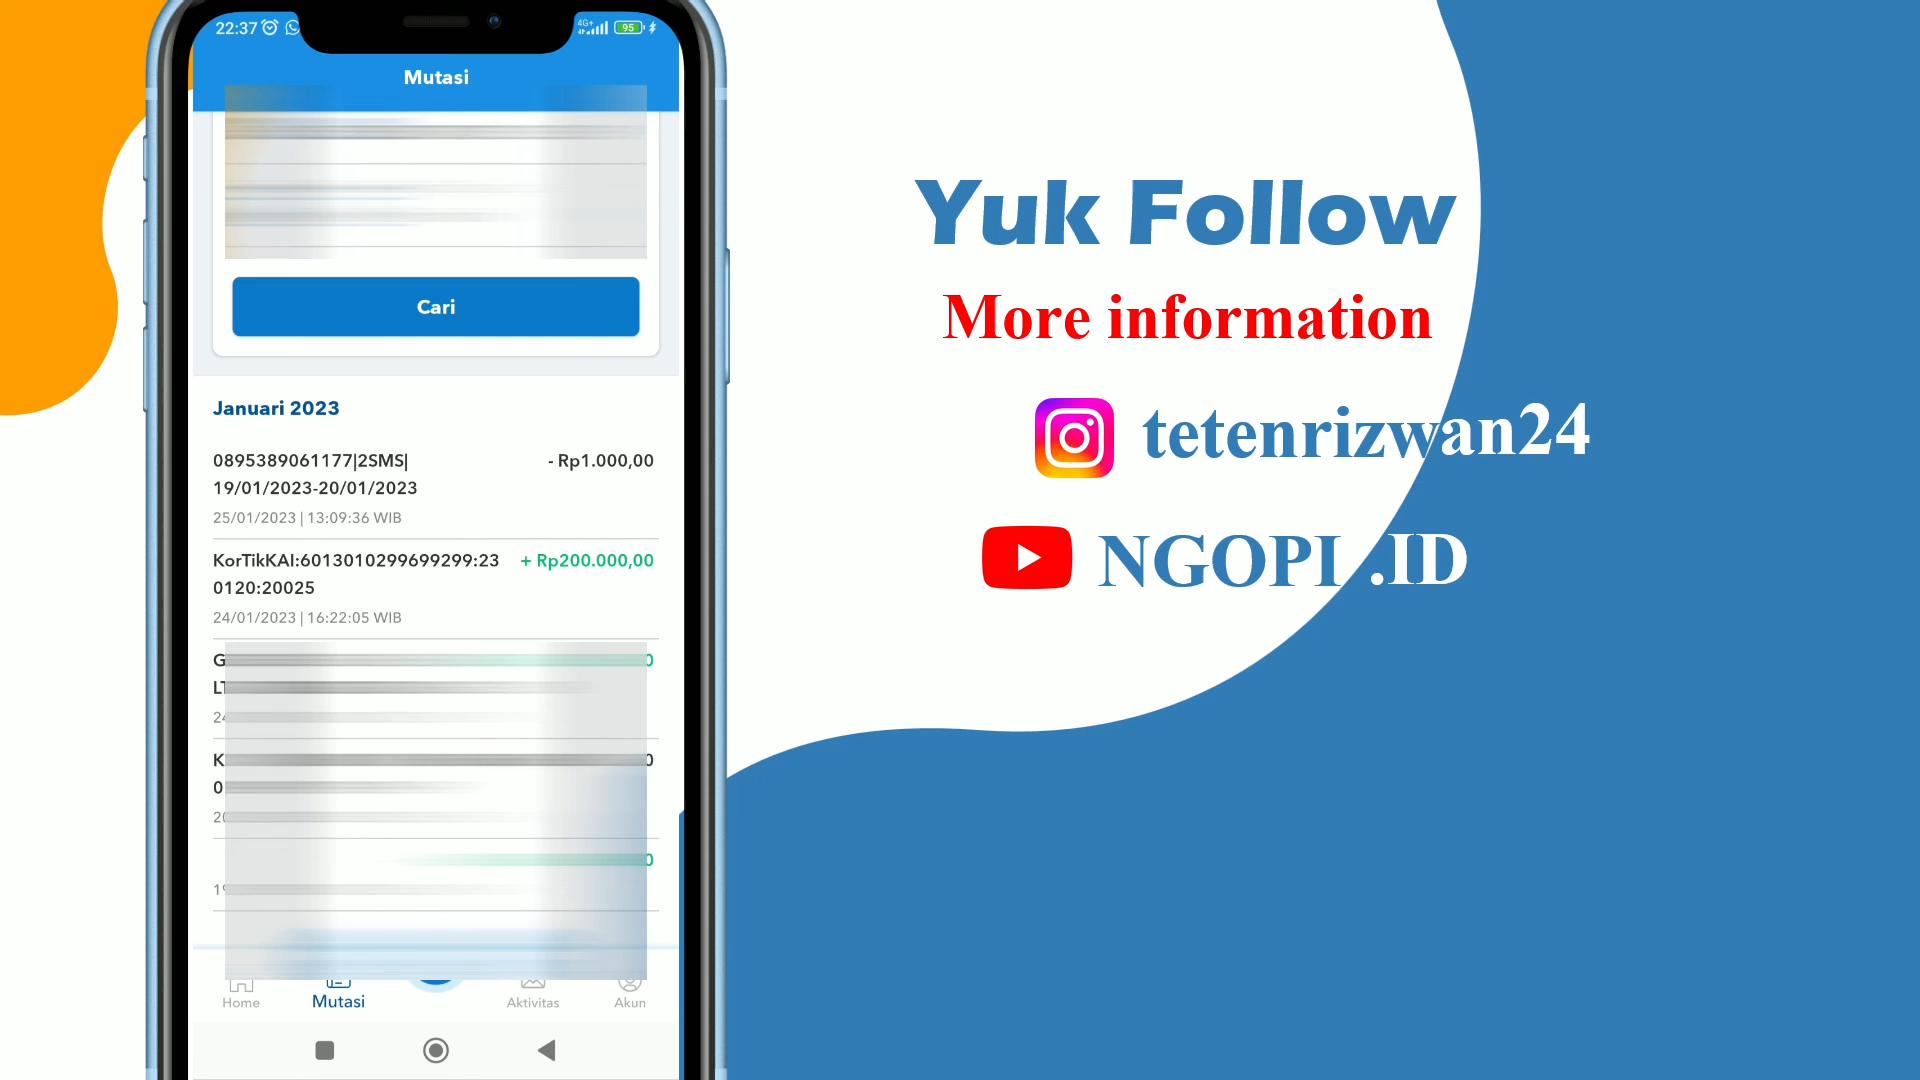 22:37
4G+
95
Mutasi
Cari
Januari 2023
0895389061177|2SMS|
- Rp1.000,00
19/01/2023-20/01/2023
25/01/2023 | 13:09:36 WIB
KorTikKAI:6013010299699299:23
+ Rp200.000,00
0120:20025
24/01/2023 | 16:22:05 WIB
Home
Mutasi
Aktivitas
Akun
Yuk Follow
More information
tetenrizwan24
NGOPI .ID